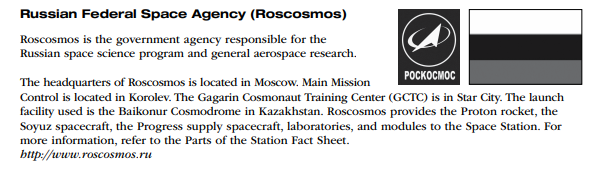 Russian Federal Space Agency (Roscosmos)
Roscosmos is the government agency responsible for the
Russian space science program and general aerospace research.
РОСКОСМОС
The headquarters of Roscosmos is located in Moscow. Main Mission
Control is located in Korolev. The Gagarin Cosmonaut Training Center (GCTC) is in Star City. The launch
facility used is the Baikonur Cosmodrome in Kazakhstan. Roscosmos provides the Proton rocket, the
Soyuz spacecraft, the Progress supply spacecraft, laboratories, and modules to the Space Station. For
more information, refer to the Parts of the Station Fact Sheet.
http://www.roscosmos.ru